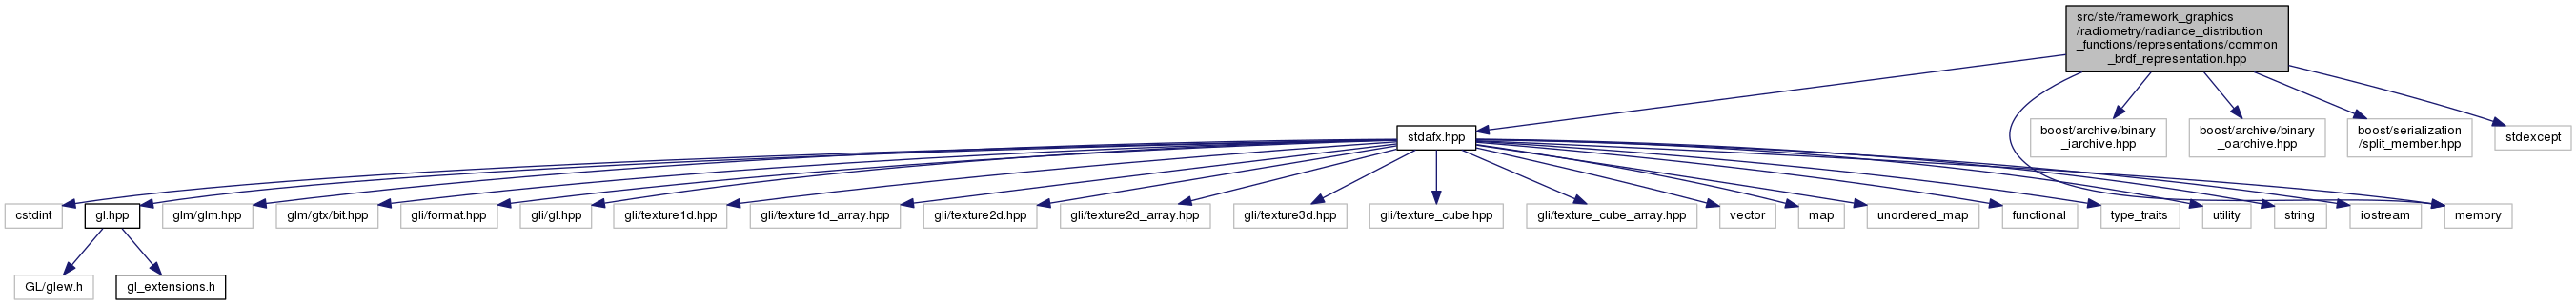 src/ste/framework_graphics
/radiometry/radiance_distribution
_functions/representations/common
_brdf_representation.hpp
stdafx.hpp
boost/archive/binary
_iarchive.hpp
boost/archive/binary
_oarchive.hpp
boost/serialization
/split_member.hpp
stdexcept
cstdint
gl.hpp
glm/glm.hpp
glm/gtx/bit.hpp
gli/format.hpp
gli/gl.hpp
gli/texture1d.hpp
gli/texture1d_array.hpp
gli/texture2d.hpp
gli/texture2d_array.hpp
gli/texture3d.hpp
gli/texture_cube.hpp
gli/texture_cube_array.hpp
vector
map
unordered_map
functional
type_traits
utility
string
iostream
memory
GL/glew.h
gl_extensions.h